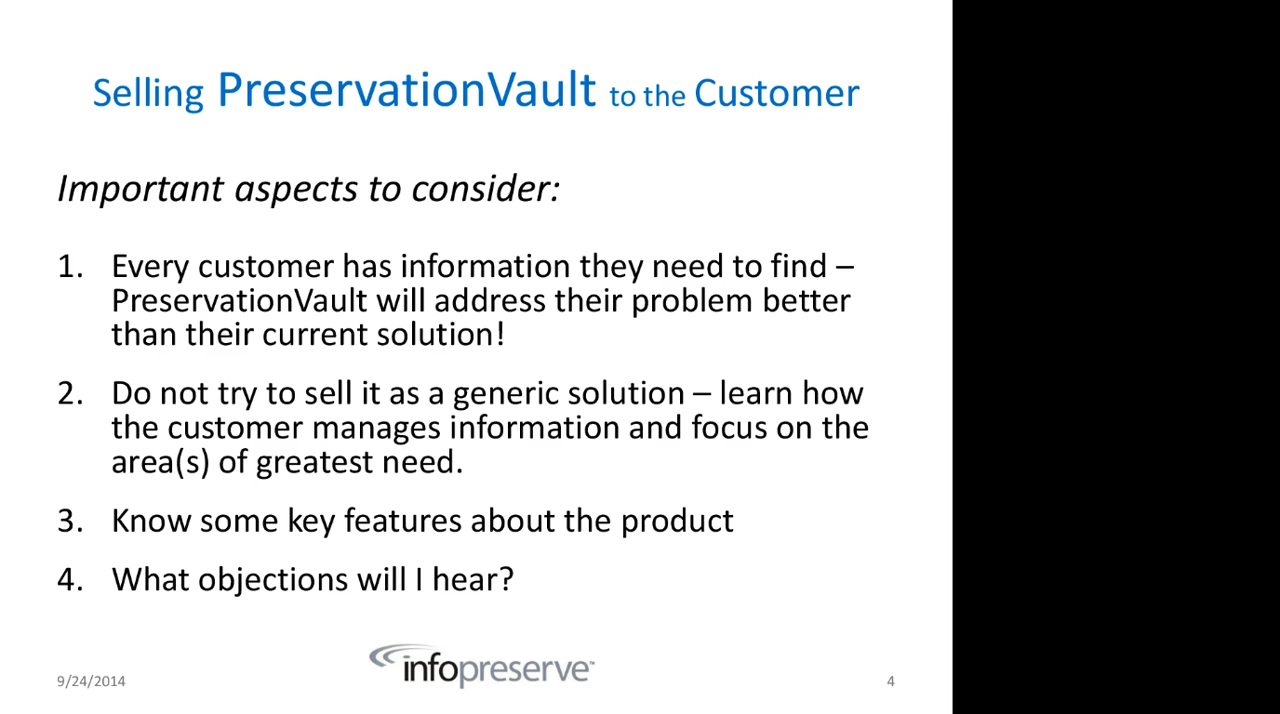 Selling PreservationVault to the Customer
Important aspects to consider:
1. Every customer has information they need to find –
PreservationVault will address their problem better
than their current solution!
2. Do not try to sell it as a generic solution – learn how
the customer manages information and focus on the
area(s) of greatest need.
3. Know some key features about the product
4. What objections will I hear?
infopreserve™
9/24/2014
4